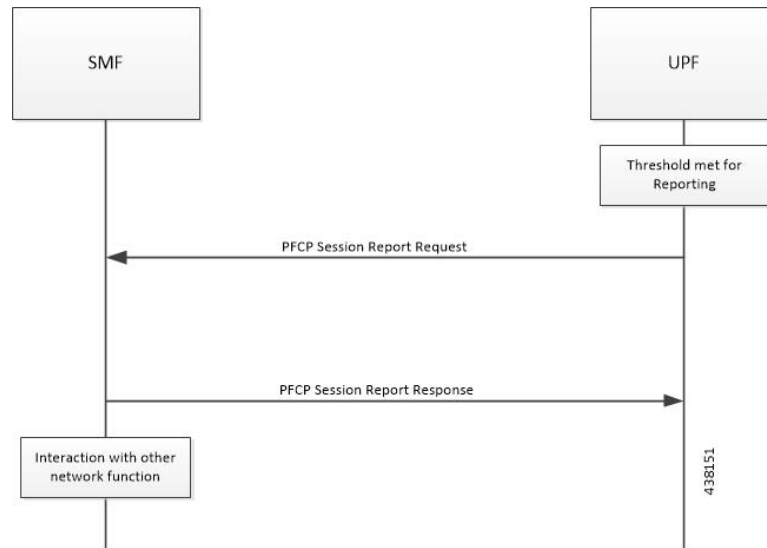 SMF
UPF
Threshold met for
Reporting
PFCP Session Report Request
PFCP Session Report Response
Interaction with other
network function
438151